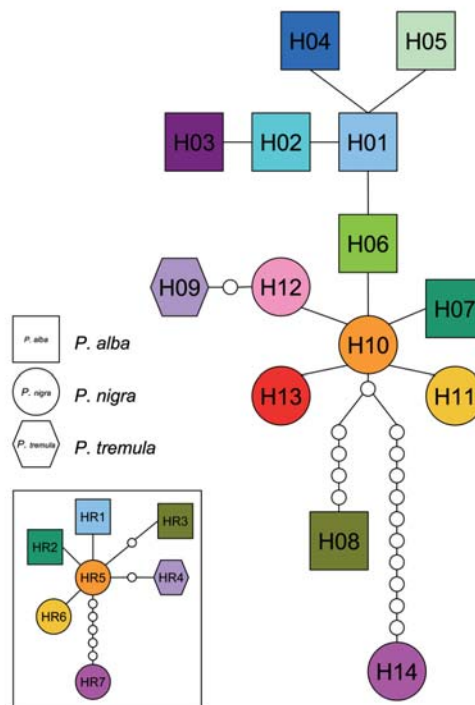 H04 H05
H03 H02 H01
H06
H09 H12 H07
H10
H13 H11
H08
H14
P. alba P. alba
P. nigra P. nigra
P. tremula P. tremula
HR1 HR3
HR2
HR5 HR4
HR6
HR7